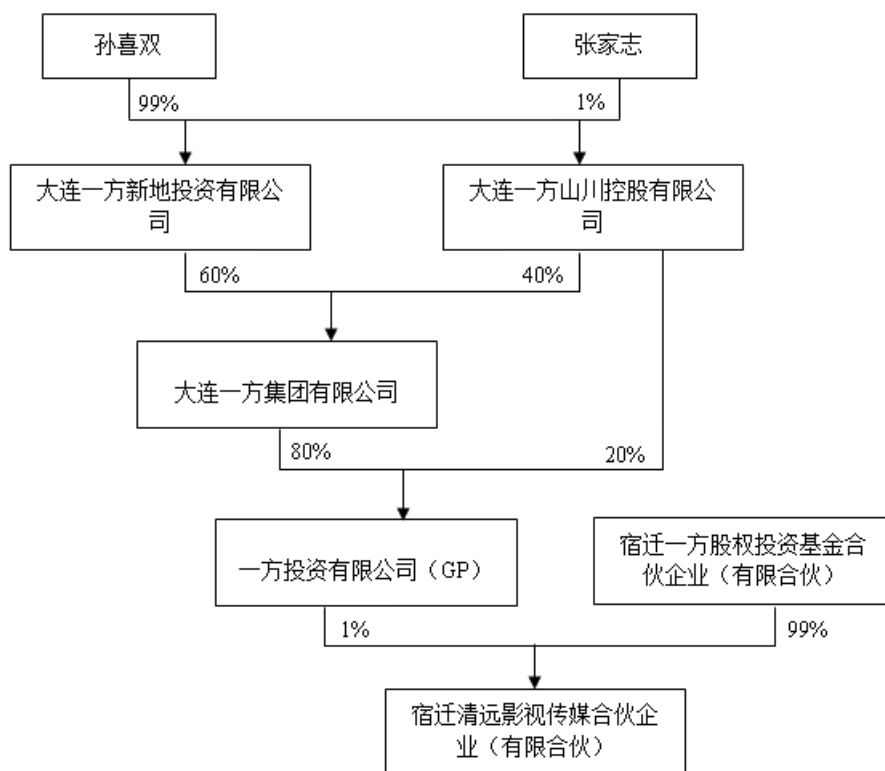 孙喜双
张家志
99%
1%
大连一方新地投资有限公
司
大连一方山川控股有限公
司
60%
40%
大连一方集团有限公司
80%
20%
一方投资有限公司（GP）
宿迁一方股权投资基金合
伙企业（有限合伙）
1%
99%
宿迁清远影视传媒合伙企
业（有限合伙）